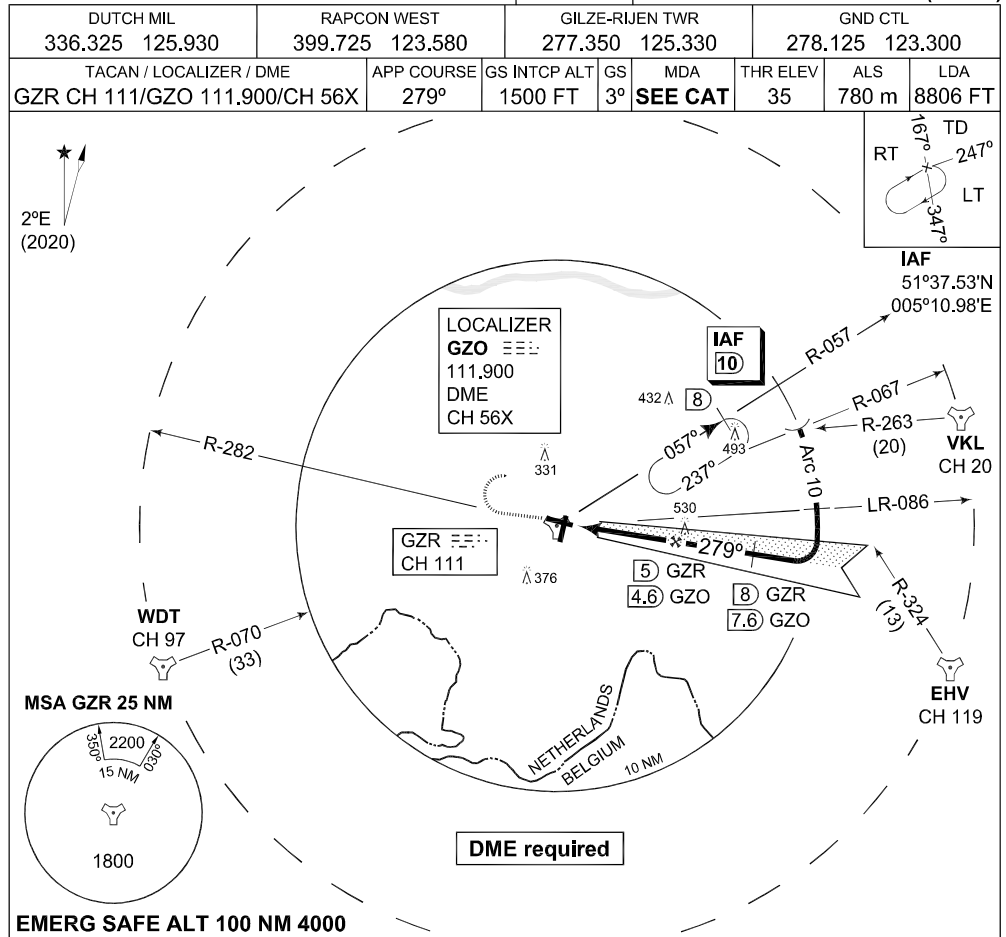 DUTCH MIL
336.325 125.930
RAPCON WEST
399.725 123.580
GILZE-RIJEN TWR
277.350 125.330
GND CTL
278.125 123.300
TACAN / LOCALIZER / DME
GZR CH 111/GZO 111.900/CH 56X
APP COURSE
279º
GS INTCP ALT
1500 FT
GS
3º
MDA
SEE CAT
THR ELEV
35
ALS
780 m
LDA
8806 FT
2ºE
(2020)
167º
TD
RT
247º
LT
347º
IAF
51º37.53'N
005º10.98'E
LOCALIZER
GZO
111.900
DME
CH 56X
IAF
10
R-057
R-067
432
8
R-263
(20)
VKL
CH 20
R-282
057º
493
237º
331
Arc 10
LR-086
530
GZR
CH 111
279º
376
5 GZR
4.6 GZO
8 GZR
7.6 GZO
R-324
(13)
WDT
CH 97
R-070
(33)
EHV
CH 119
MSA GZR 25 NM
350º
2200
030º
15 NM
1800
NETHERLANDS
BELGIUM
10 NM
DME required
EMERG SAFE ALT 100 NM 4000